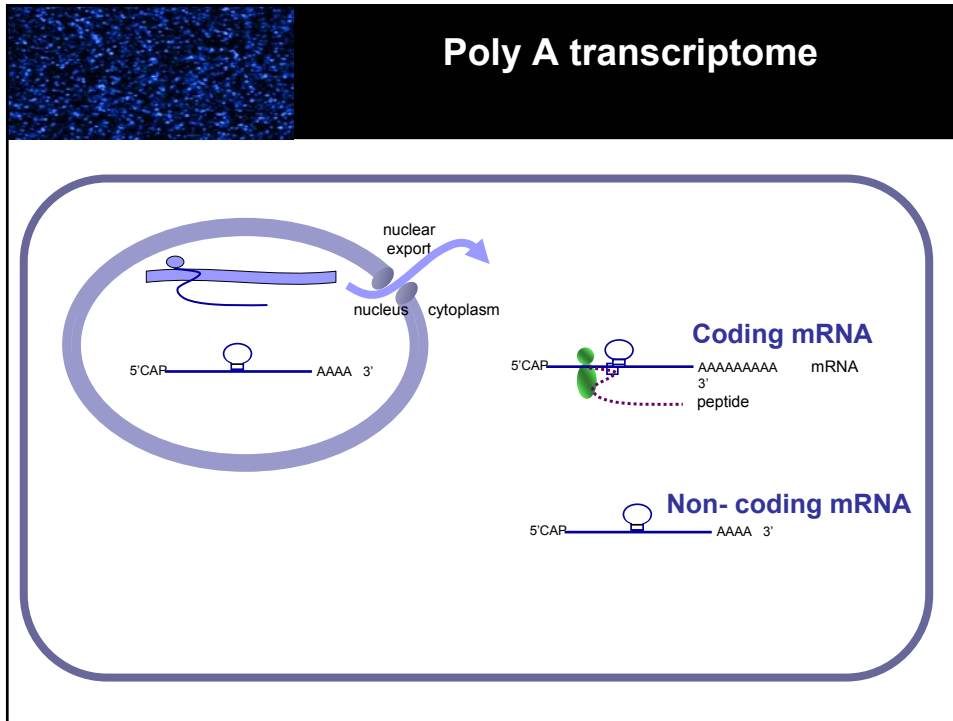 Poly A transcriptome
nuclear
export
nucleus
cytoplasm
5'CAP
AAAA 3'
Coding mRNA
5'CAP
AAAAAAAAA
mRNA
3'
peptide
Non- coding mRNA
5'CAP
AAAA 3'